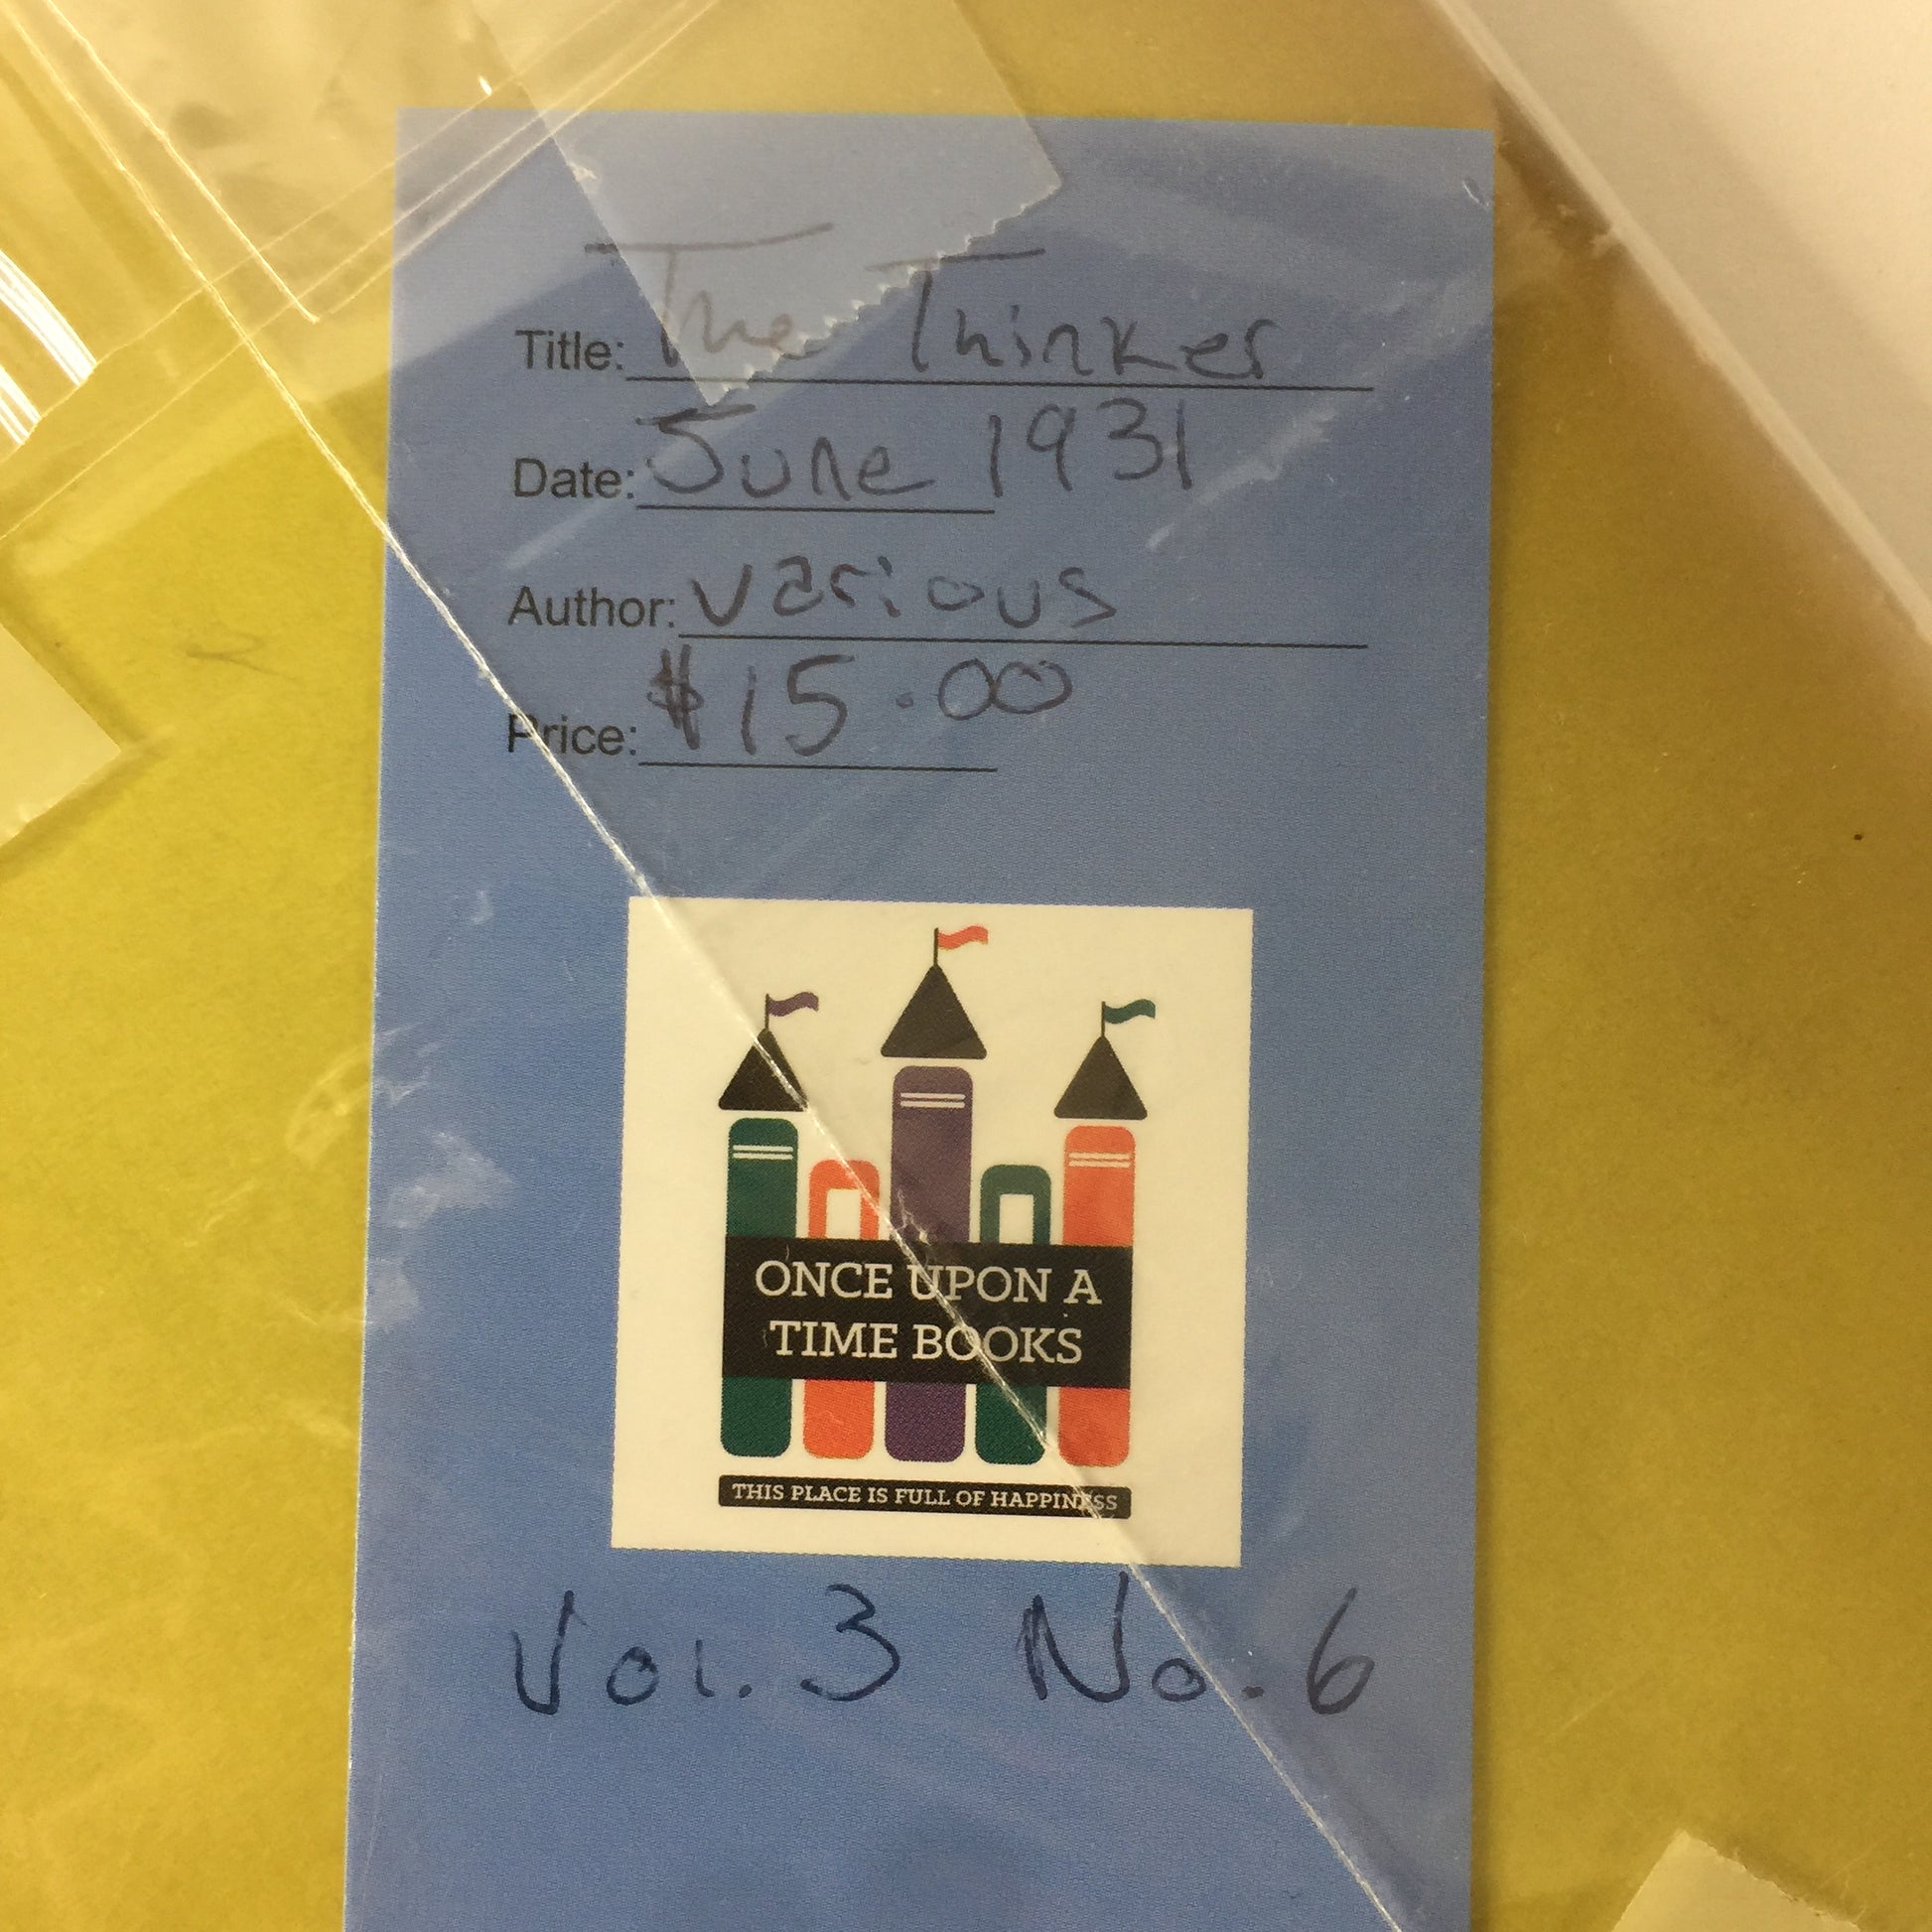 Title: The Thinker
Date: June 1931
Author: Various
Price: $15.00
ONCE UPON A
TIME BOOKS
THIS PLACE IS FULL OF HAPPINESS
Vol. 3 No. 6